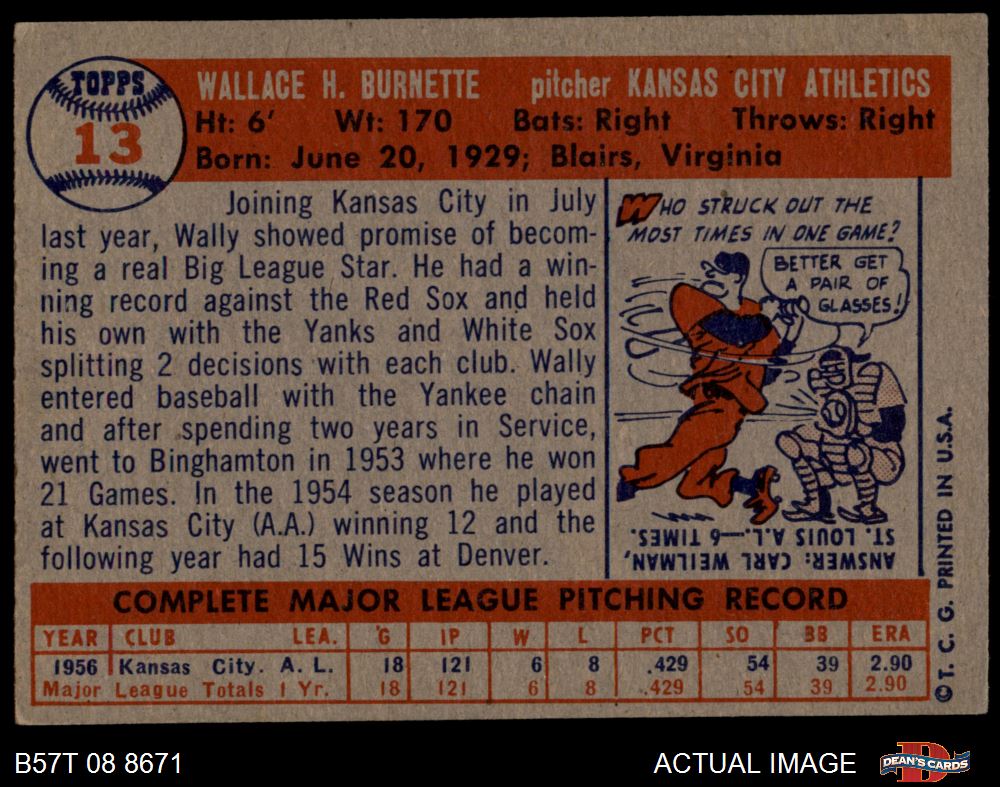 TOPPS
13
WALLACE H. BURNETTE pitcher KANSAS CITY ATHLETICS
Ht: 6' Wt: 170 Bats: Right Throws: Right
Born: June 20, 1929; Blairs, Virginia
Joining Kansas City in July
last year, Wally showed promise of becom-
ing a real Big League Star. He had a win-
ning record against the Red Sox and held
his own with the Yanks and White Sox
splitting 2 decisions with each club. Wally
entered baseball with the Yankee chain
and after spending two years in Service,
went to Binghamton in 1953 where he won
21 Games. In the 1954 season he played
at Kansas City (A.A.) winning 12 and the
following year had 15 Wins at Denver.
WHO STRUCK OUT THE
MOST TIMES IN ONE GAME?
BETTER GET
A PAIR OF
GLASSES!
ANSWER: CARL WEILMAN,
ST. LOUIS A.L.—6 TIMES.
© T. C. G. PRINTED IN U.S.A.
COMPLETE MAJOR LEAGUE PITCHING RECORD
YEAR CLUB LEA. G IP W L PCT SO BB ERA
1956 Kansas City. A. L. 18 121 6 8 .429 54 39 2.90
Major League Totals 1 Yr. 18 121 6 8 .429 54 39 2.90
B57T 08 8671 ACTUAL IMAGE DEAN'S CARDS